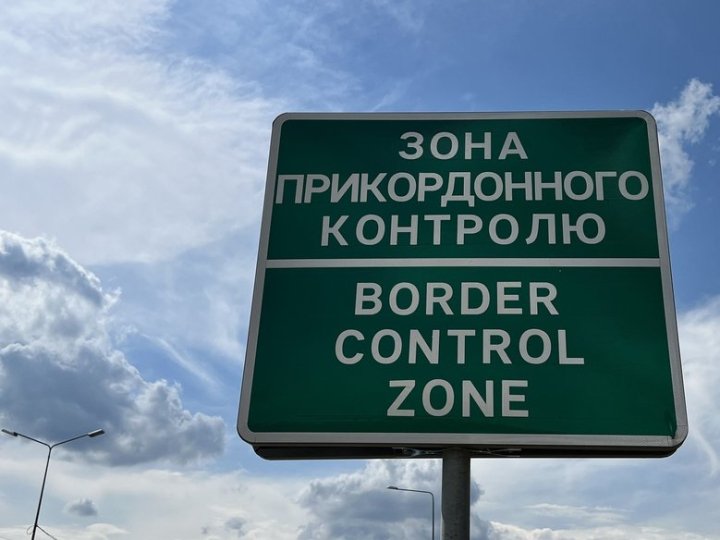 ЗОНА
ПРИКОРДОННОГО
КОНТРОЛЮ
BORDER
CONTROL
ZONE